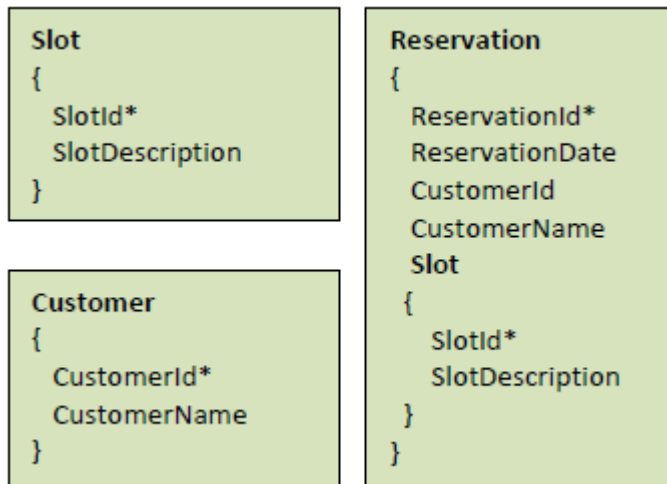 Slot
{
SlotId*
SlotDescription
}
Customer
{
CustomerId*
CustomerName
}
Reservation
{
ReservationId*
ReservationDate
CustomerId
CustomerName
Slot
{
SlotId*
SlotDescription
}
}